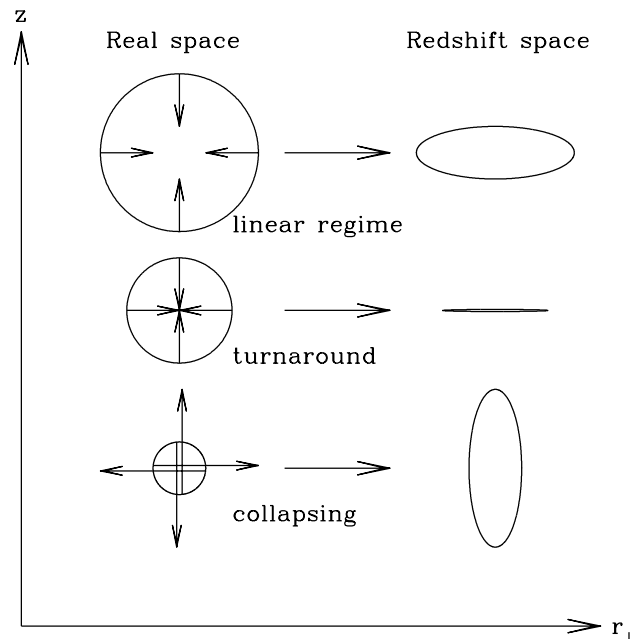 z
Real space
Redshift space
linear regime
turnaround
collapsing
r